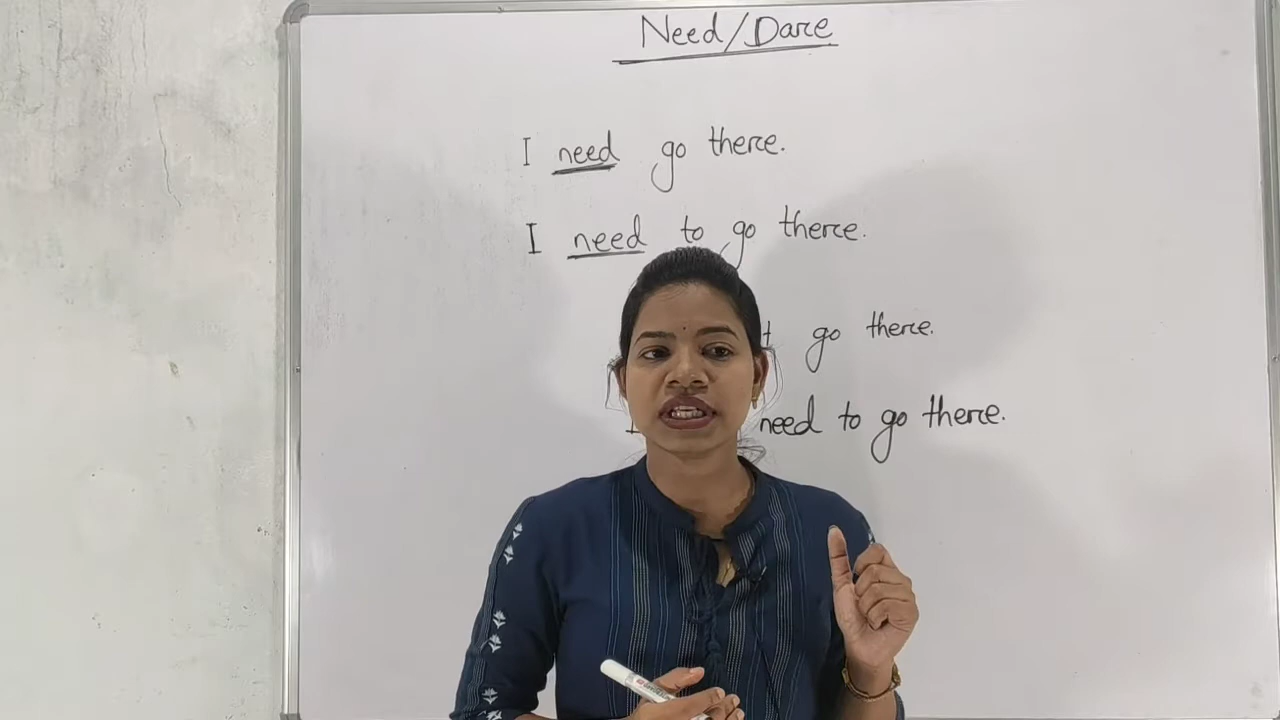 Need/Dare
I need go there.
I need to go there.
go there.
need to go there.